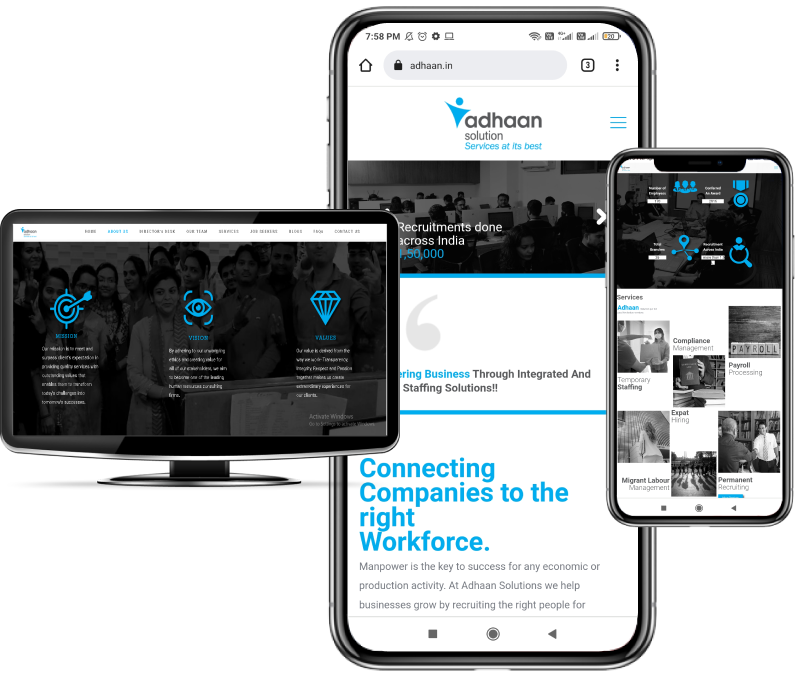 adhaan
HOME ABOUT US DIRECTOR'S DESK OUR TEAM SERVICES JOB SEEKERS BLOGS FAQs CONTACT US
MISSION
Our mission is to meet and
surpass client's expectation in
providing quality services with
outstanding values that
enables them to transform
today's challenges into
tomorrow's successes.
VISION
By adhering to our unswerving
ethics and creating value for
all of our stakeholders, we aim
to become one of the leading
human resources consulting
firms.
VALUES
Our value is derived from the
way we work- Transparency,
Integrity, Respect and Passion
together makes us create
extraordinary experiences for
our clients.
Activate Windows
Go to Settings to activate Windows.
7:58 PM
20
adhaan.in
3
adhaan
solution
Services at its best
Recruitments done
across India
,50,000
ering Business Through Integrated And
Staffing Solutions!!
Connecting
Companies to the
right
Workforce.
Manpower is the key to success for any economic or
production activity. At Adhaan Solutions we help
businesses grow by recruiting the right people for
Number of
Employees
Conferred
An Award
2015
Total
Branches
Recruitment
Across India
Services
Adhaan
Compliance
Management
PAYROLL
Temporary
Staffing
Payroll
Processing
Expat
Hiring
Migrant Labour
Management
Permanent
Recruiting